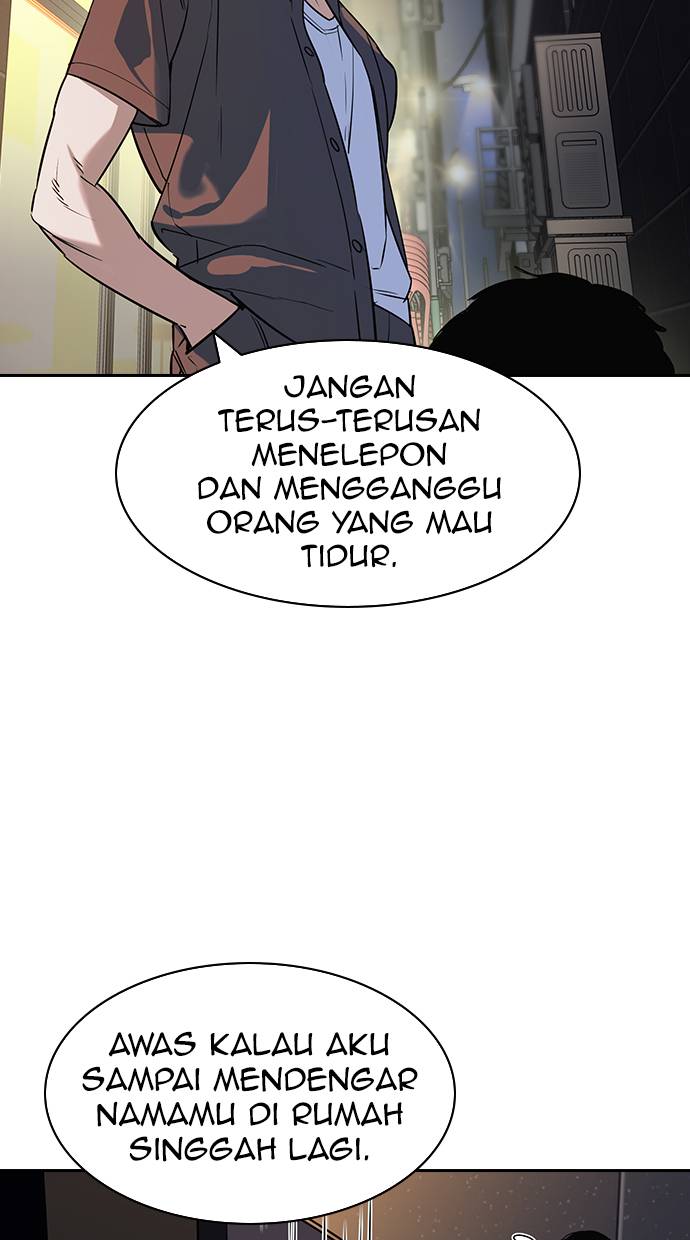 JANGAN
TERUS-TERUSAN
MENELEPON
DAN MENGGANGGU
ORANG YANG MAU
TIDUR.
AWAS KALAU AKU
SAMPAI MENDENGAR
NAMAMU DI RUMAH
SINGGAH LAGI.